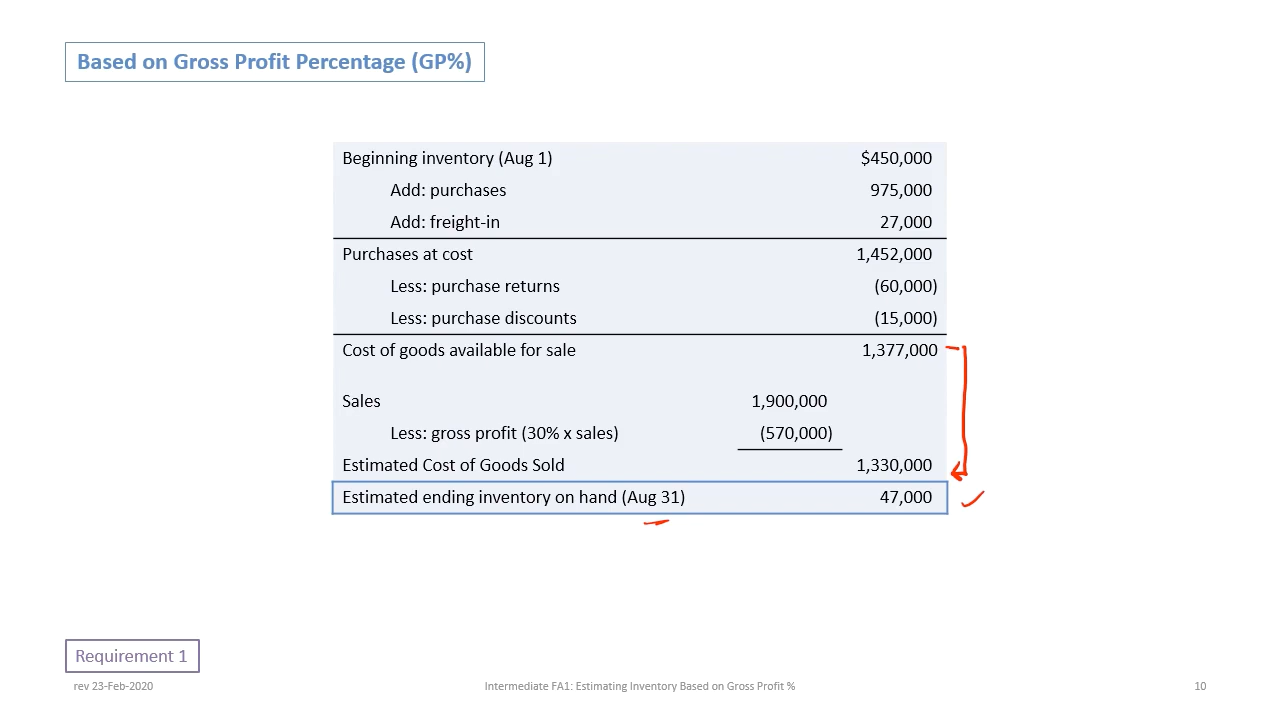 Based on Gross Profit Percentage (GP%)
Beginning inventory (Aug 1) $450,000
Add: purchases 975,000
Add: freight-in 27,000
Purchases at cost 1,452,000
Less: purchase returns (60,000)
Less: purchase discounts (15,000)
Cost of goods available for sale 1,377,000
Sales 1,900,000
Less: gross profit (30% x sales) (570,000)
Estimated Cost of Goods Sold 1,330,000
Estimated ending inventory on hand (Aug 31) 47,000
Requirement 1
rev 23-Feb-2020 Intermediate FA1: Estimating Inventory Based on Gross Profit % 10